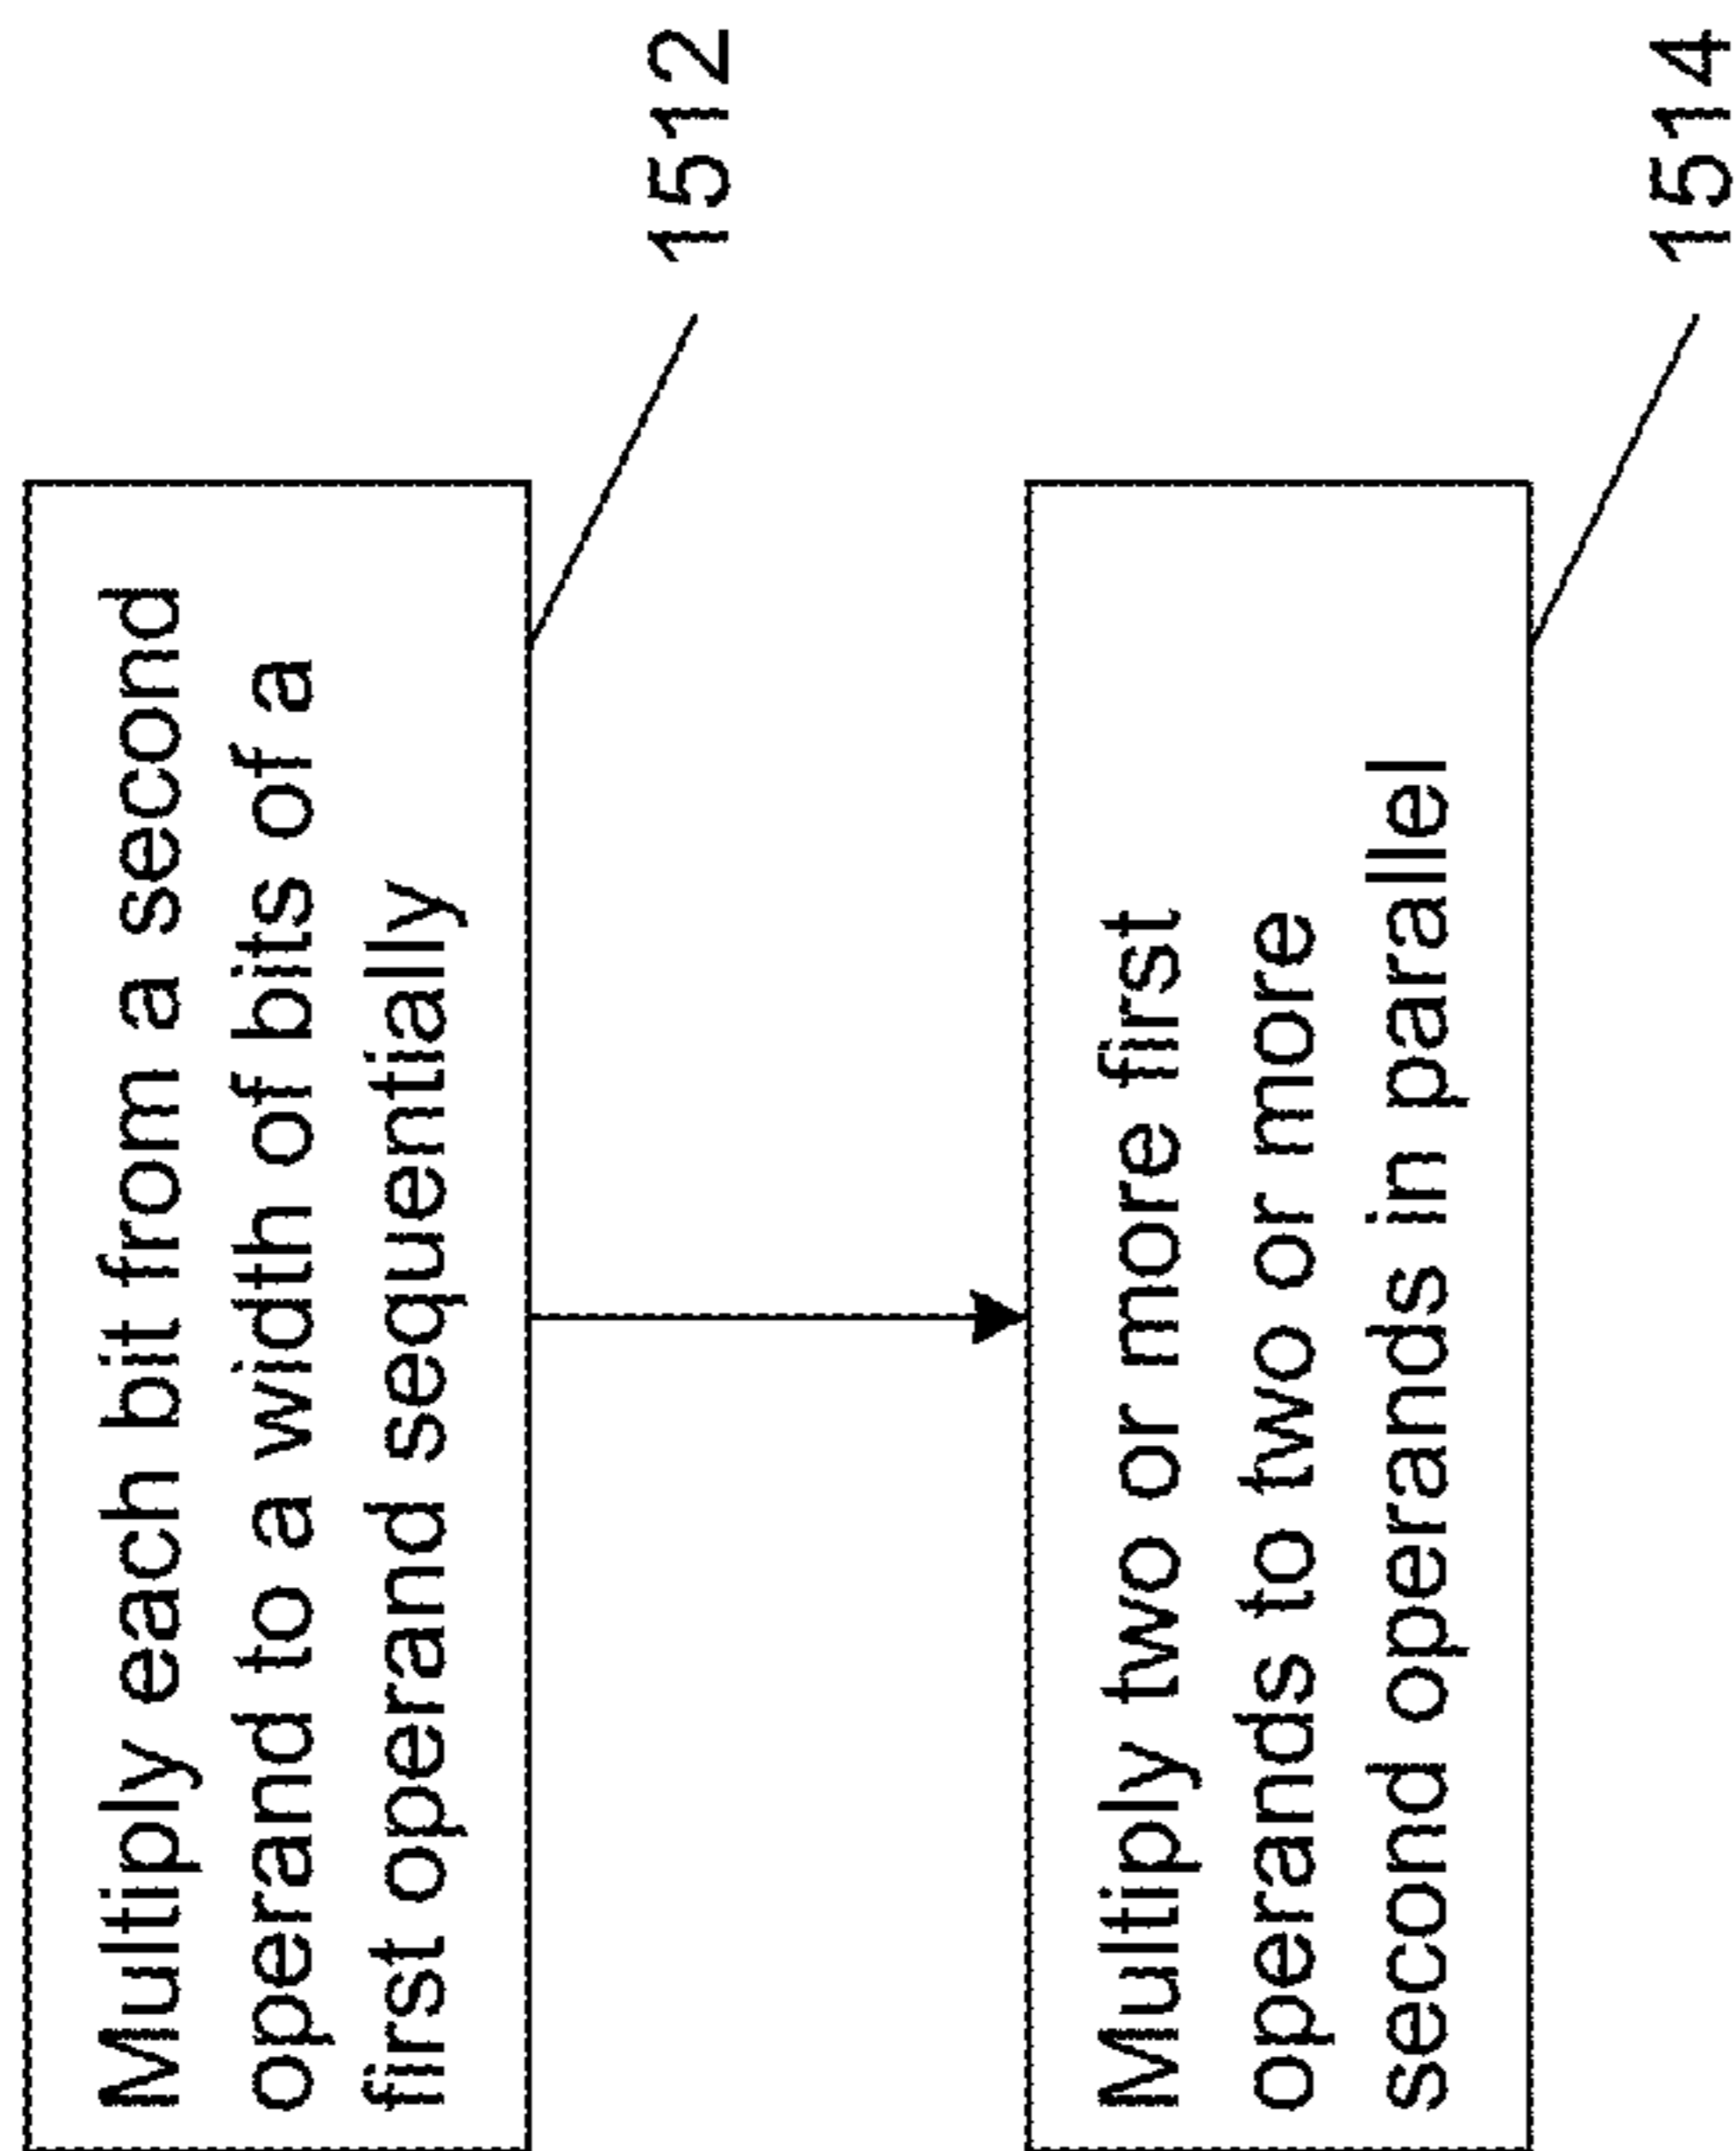 Multiply each bit from a second
operand to a width of bits of a
first operand sequentially
1512
Multiply two or more first
operands to two or more
second operands in parallel
1514